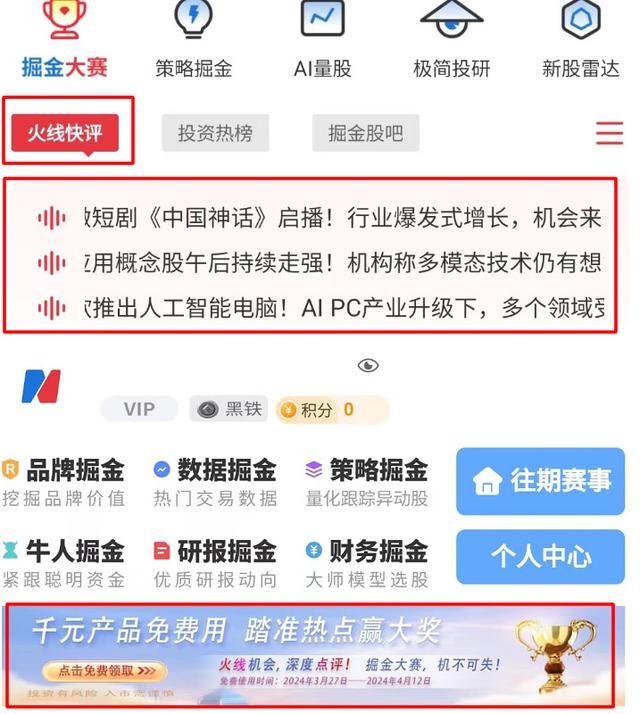 掘金大赛 策略掘金 AI量股 极简投研 新股雷达
火线快评 投资热榜 掘金股吧
短剧《中国神话》启播！行业爆发式增长，机会来
用概念股午后持续走强！机构称多模态技术仍有想
推出人工智能电脑！AI PC产业升级下，多个领域
VIP 黑铁 积分 0
品牌掘金 数据掘金 策略掘金 往期赛事
挖掘品牌价值 热门交易数据 量化跟踪异动股
牛人掘金 研报掘金 财务掘金 个人中心
紧跟聪明资金 优质研报动向 大师模型选股
千元产品免费用 踏准热点赢大奖
点击免费领取>>> 火线机会，深度点评！ 掘金大赛，机不可失！
免费使用时间：2024年3月27日——2024年4月12日
投资有风险 入市需谨慎